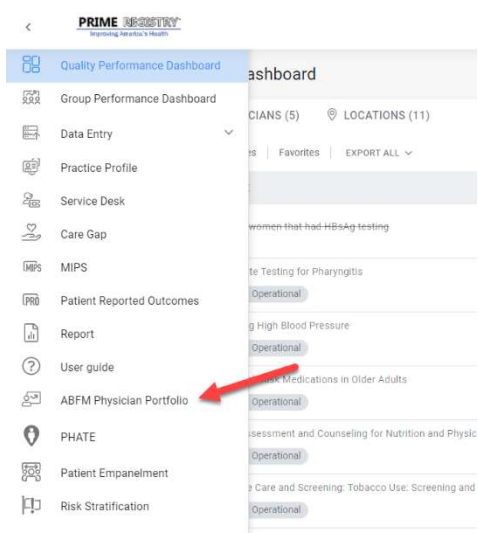 PRIME REGISTRY
Improving America's Health
Quality Performance Dashboard
ashboard
Group Performance Dashboard
CIANS (5) LOCATIONS (11)
Data Entry
es Favorites EXPORT ALL
Practice Profile
Service Desk
Care Gap
women that had HBsAg testing
MIPS MIPS
te Testing for Pharyngitis
PRO Patient Reported Outcomes
Operational
Report
g High Blood Pressure
Operational
User guide
Medications in Older Adults
ABFM Physician Portfolio
Operational
PHATE
ssessment and Counseling for Nutrition and Physic
Operational
Patient Empanelment
e Care and Screening: Tobacco Use: Screening and
Risk Stratification
Operational